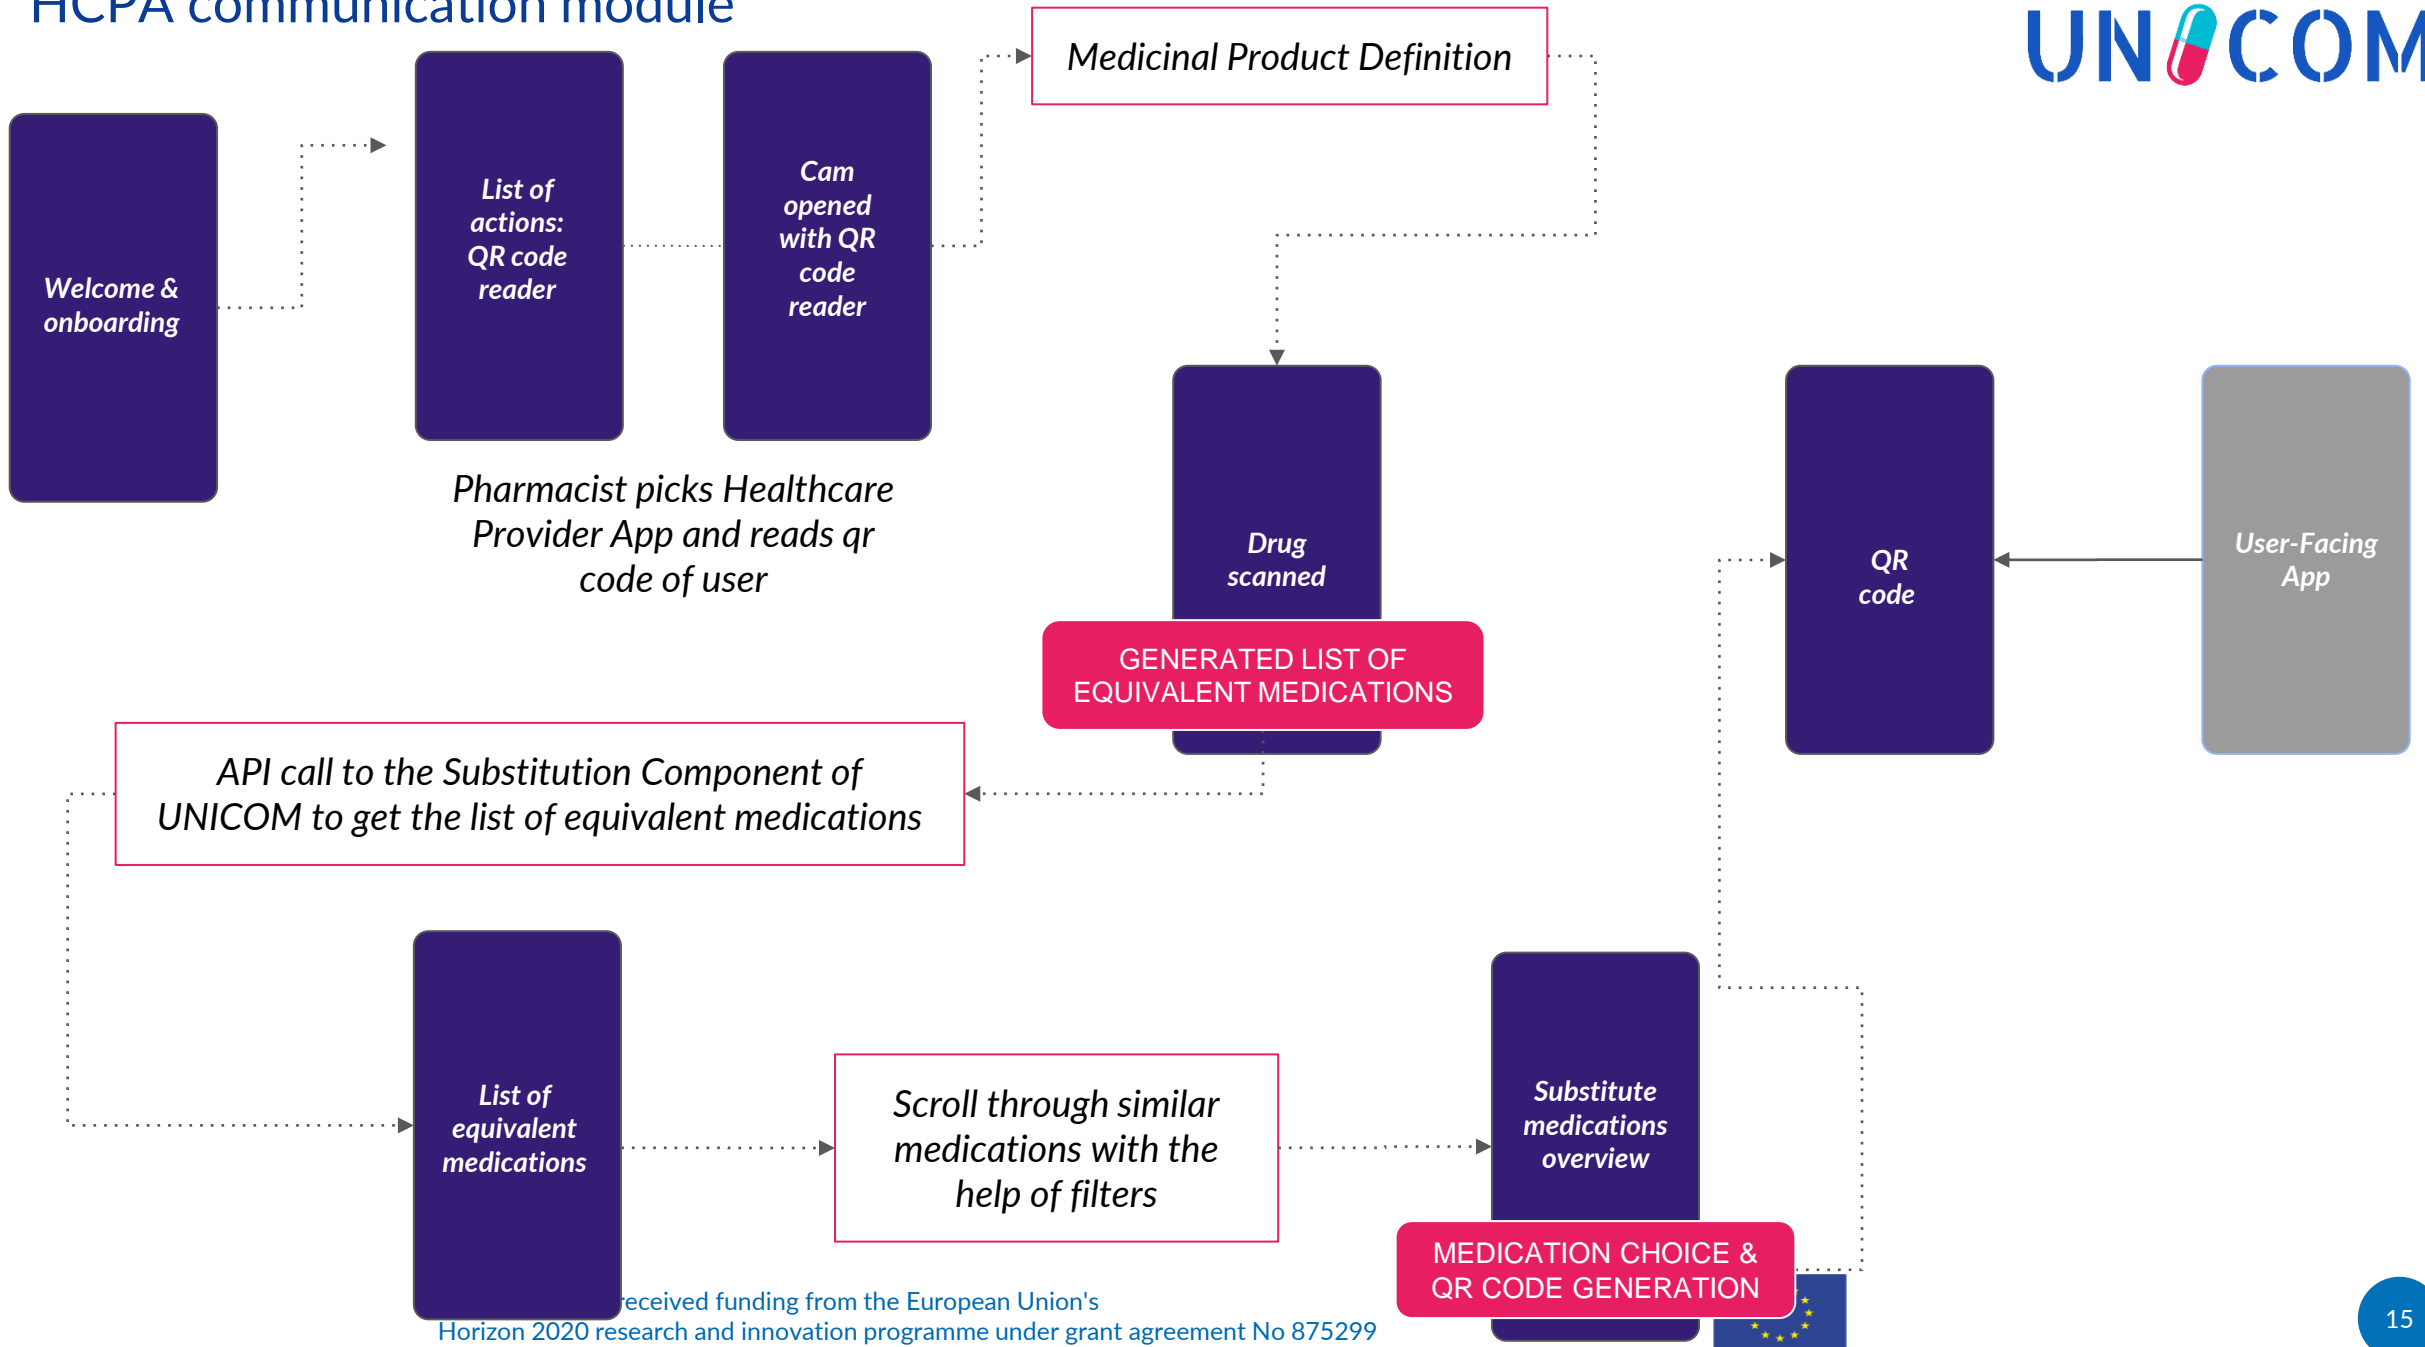 HCPA communication module
UNICOM
Medicinal Product Definition
Welcome &
onboarding
List of
actions:
QR code
reader
Cam
opened
with QR
code
reader
Pharmacist picks Healthcare
Provider App and reads qr
code of user
Drug
scanned
GENERATED LIST OF
EQUIVALENT MEDICATIONS
QR
code
User-Facing
App
API call to the Substitution Component of
UNICOM to get the list of equivalent medications
List of
equivalent
medications
Scroll through similar
medications with the
help of filters
Substitute
medications
overview
MEDICATION CHOICE &
QR CODE GENERATION
eceived funding from the European Union's
Horizon 2020 research and innovation programme under grant agreement No 875299
15